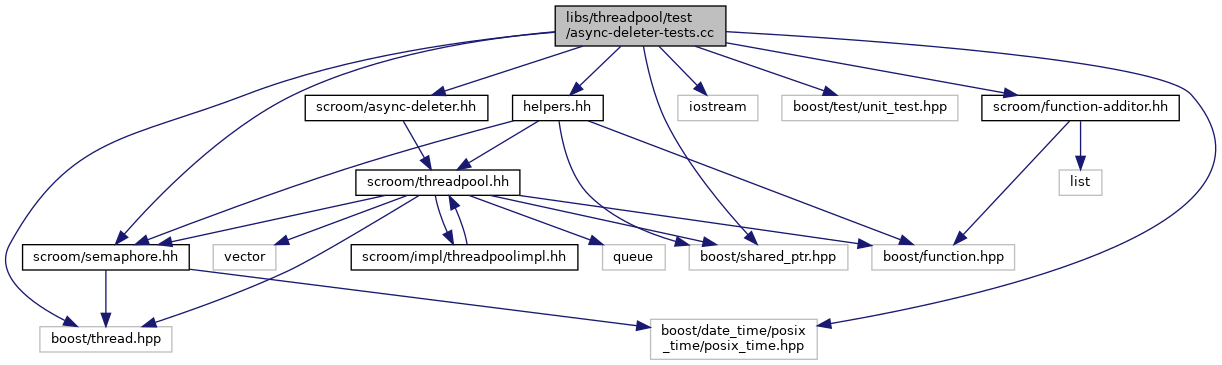 libs/threadpool/test
/async-deleter-tests.cc
scroom/async-deleter.hh
helpers.hh
iostream
boost/test/unit_test.hpp
scroom/function-additor.hh
scroom/threadpool.hh
list
scroom/semaphore.hh
vector
scroom/impl/threadpoolimpl.hh
queue
boost/shared_ptr.hpp
boost/function.hpp
boost/thread.hpp
boost/date_time/posix
_time/posix_time.hpp